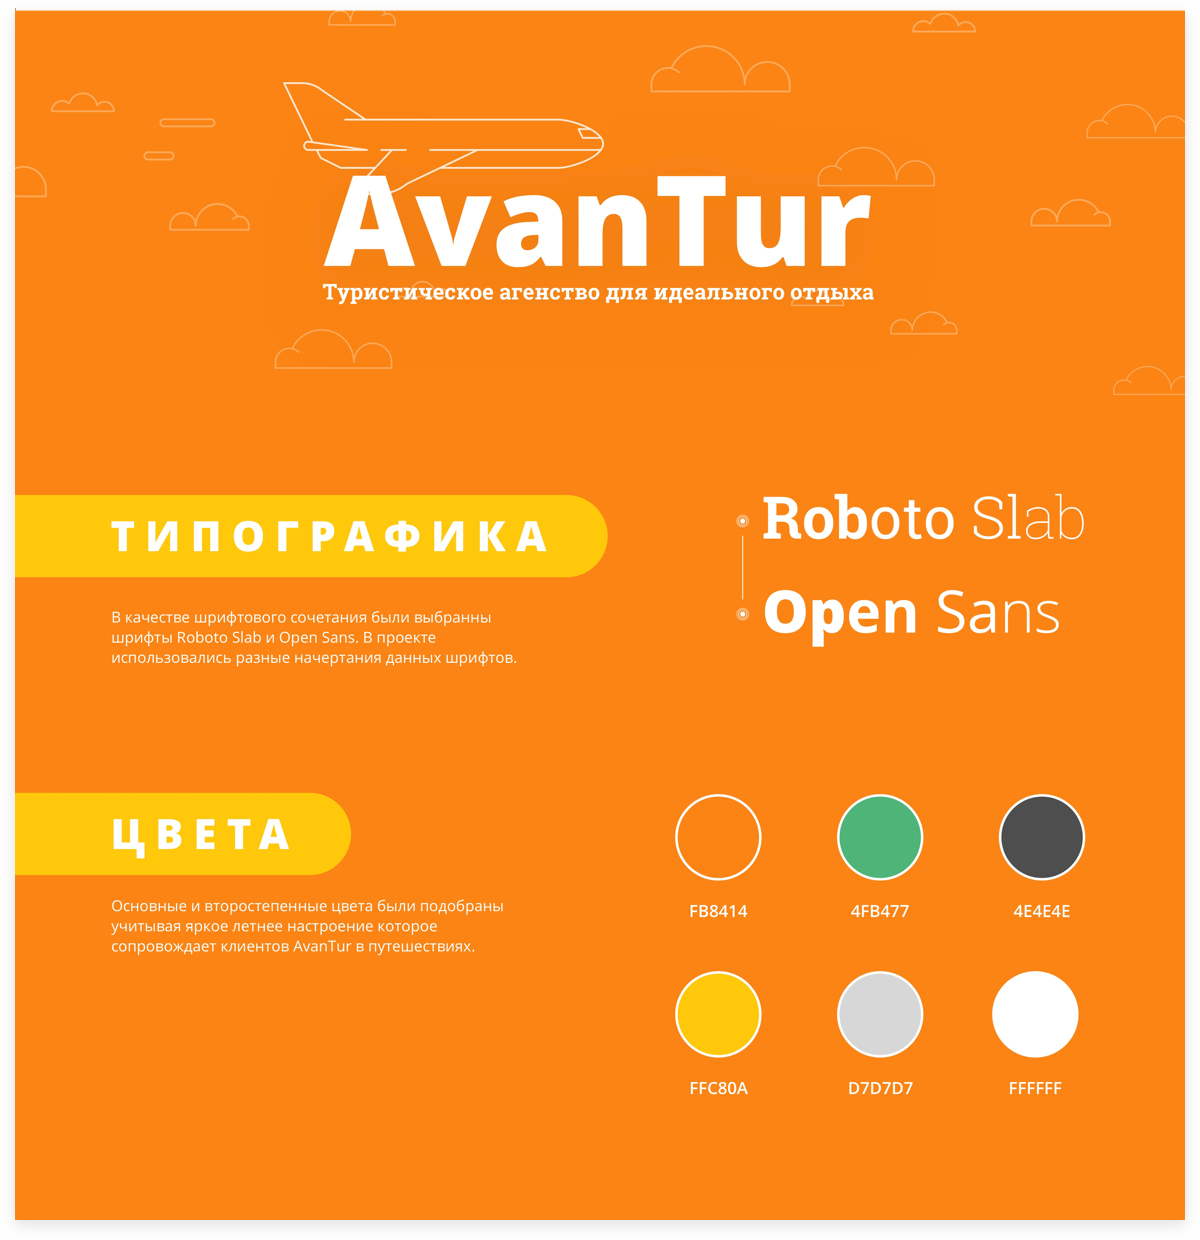 AvanTur
Туристическое агенство для идеального отдыха
ТИПОГРАФИКА
В качестве шрифтового сочетания были выбранны
шрифты Roboto Slab и Open Sans. В проекте
использовались разные начертания данных шрифтов.
Roboto Slab
Open Sans
ЦВЕТА
Основные и второстепенные цвета были подобраны
учитывая яркое летнее настроение которое
сопровождает клиентов AvanTur в путешествиях.
FB8414 4FB477 4E4E4E
FFC80A D7D7D7 FFFFFF